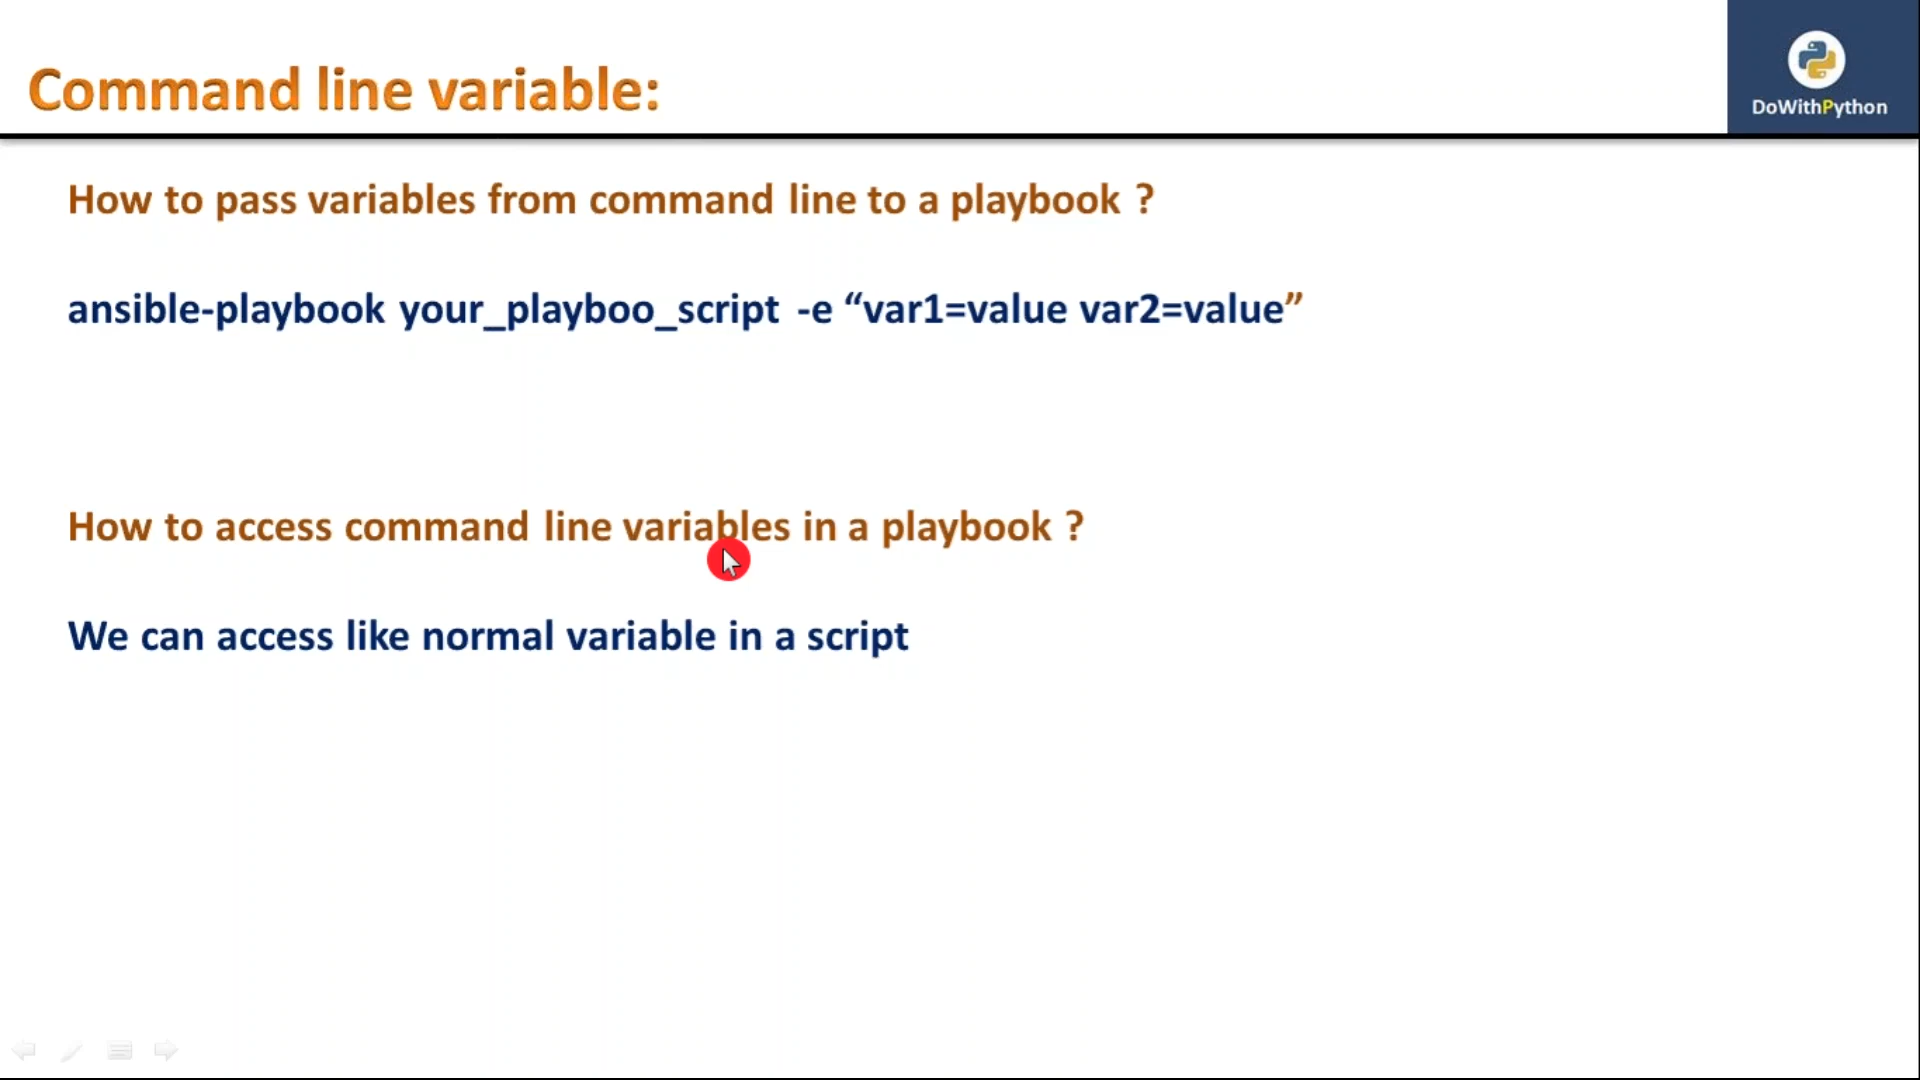 Command line variable:
DoWithPython
How to pass variables from command line to a playbook ?
ansible-playbook your_playboo_script -e “var1=value var2=value”
How to access command line variables in a playbook ?
We can access like normal variable in a script